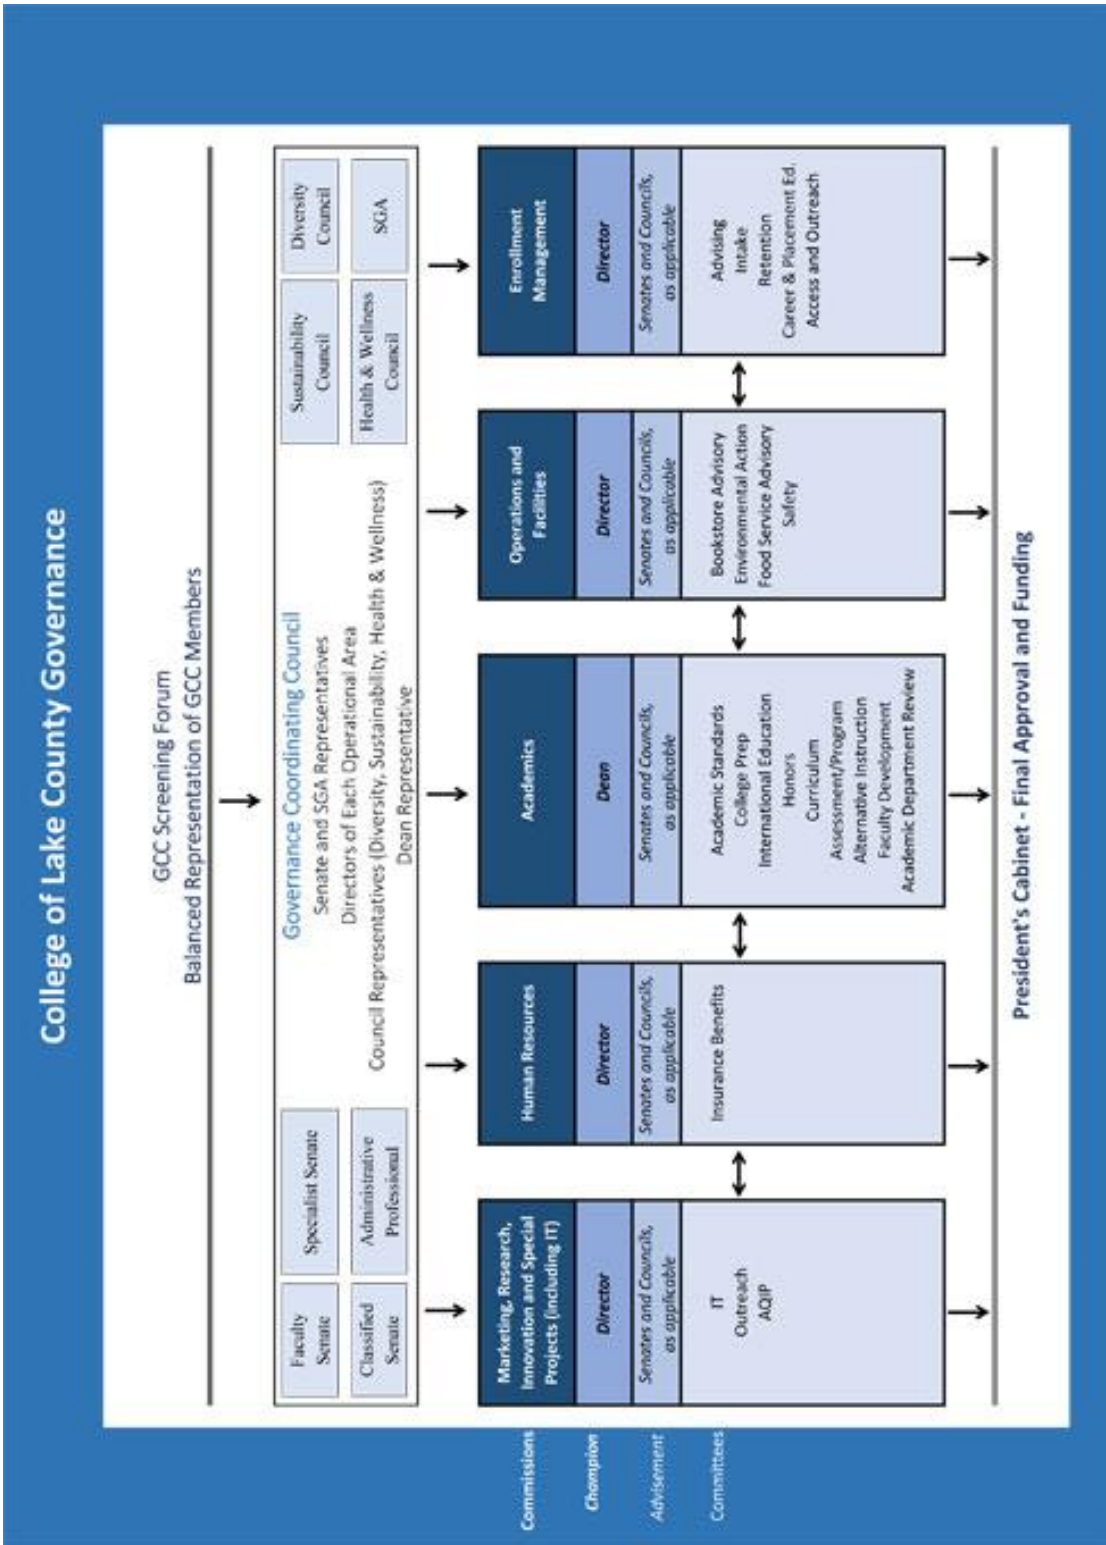 College of Lake County Governance
GCC Screening Forum
Balanced Representation of GCC Members
Faculty
Senate
Specialist Senate
Classified
Senate
Administrative
Professional
Governance Coordinating Council
Senate and SGA Representatives
Directors of Each Operational Area
Council Representatives (Diversity, Sustainability, Health & Wellness)
Dean Representative
Sustainability
Council
Diversity
Council
Health & Wellness
Council
SGA
Commissions
Marketing, Research,
Innovation and Special
Projects (including IT)
Human Resources
Academics
Operations and
Facilities
Enrollment
Management
Champion
Director
Director
Dean
Director
Director
Advisement
Senates and Councils,
as applicable
Senates and Councils,
as applicable
Senates and Councils,
as applicable
Senates and Councils,
as applicable
Senates and Councils,
as applicable
Committees
IT
Outreach
AQIP
Insurance Benefits
Academic Standards
College Prep
International Education
Honors
Curriculum
Assessment/Program
Alternative Instruction
Faculty Development
Academic Department Review
Bookstore Advisory
Environmental Action
Food Service Advisory
Safety
Advising
Intake
Retention
Career & Placement Ed.
Access and Outreach
President's Cabinet - Final Approval and Funding